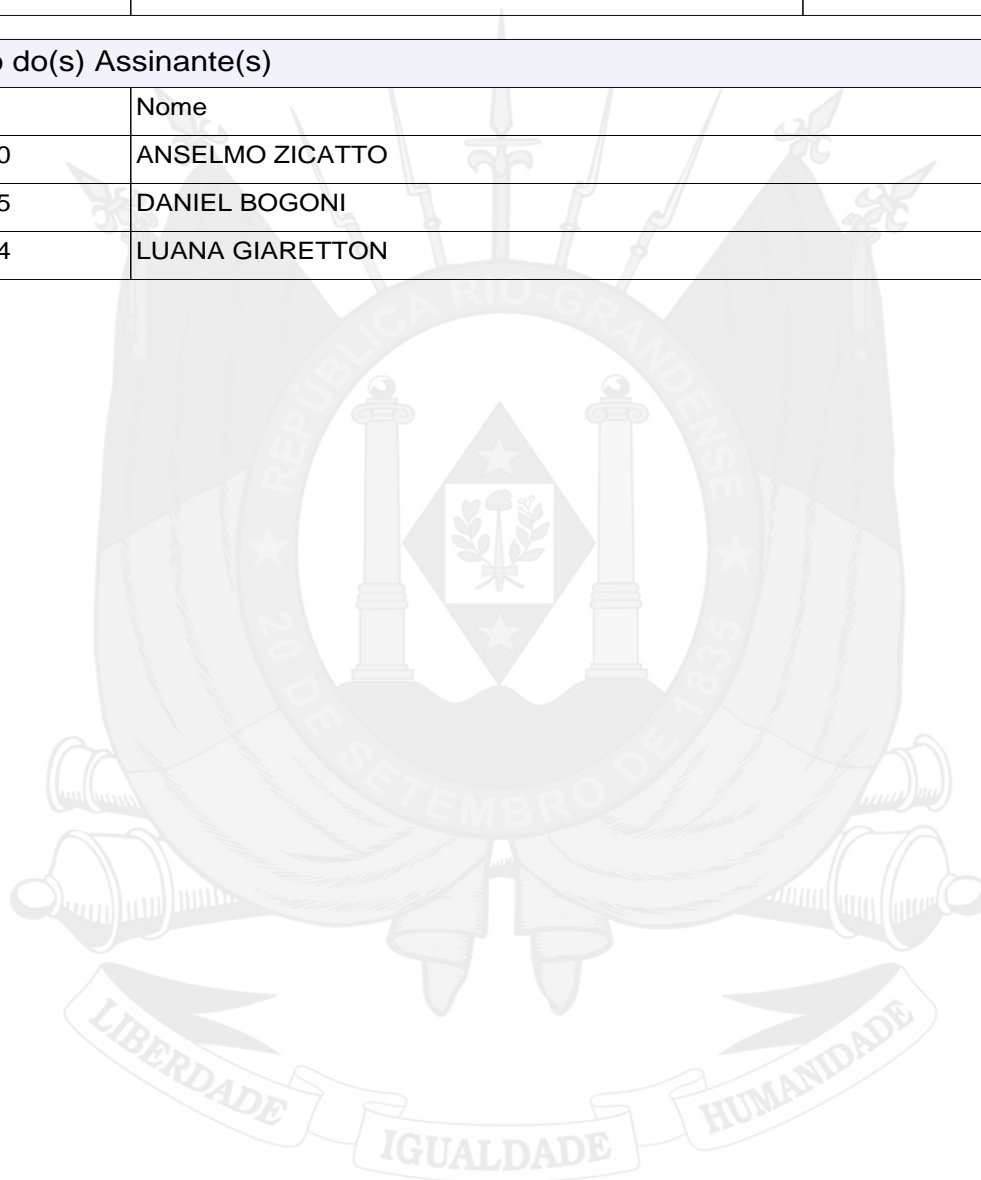 o do(s) Assinante(s)
Nome
0 ANSELMO ZICATTO
5 DANIEL BOGONI
4 LUANA GIARETTON
REPÚBLICA RIO-GRANDENSE
★ 20 DE SETEMBRO DE 1835 ★
LIBERDADE
IGUALDADE
HUMANIDADE